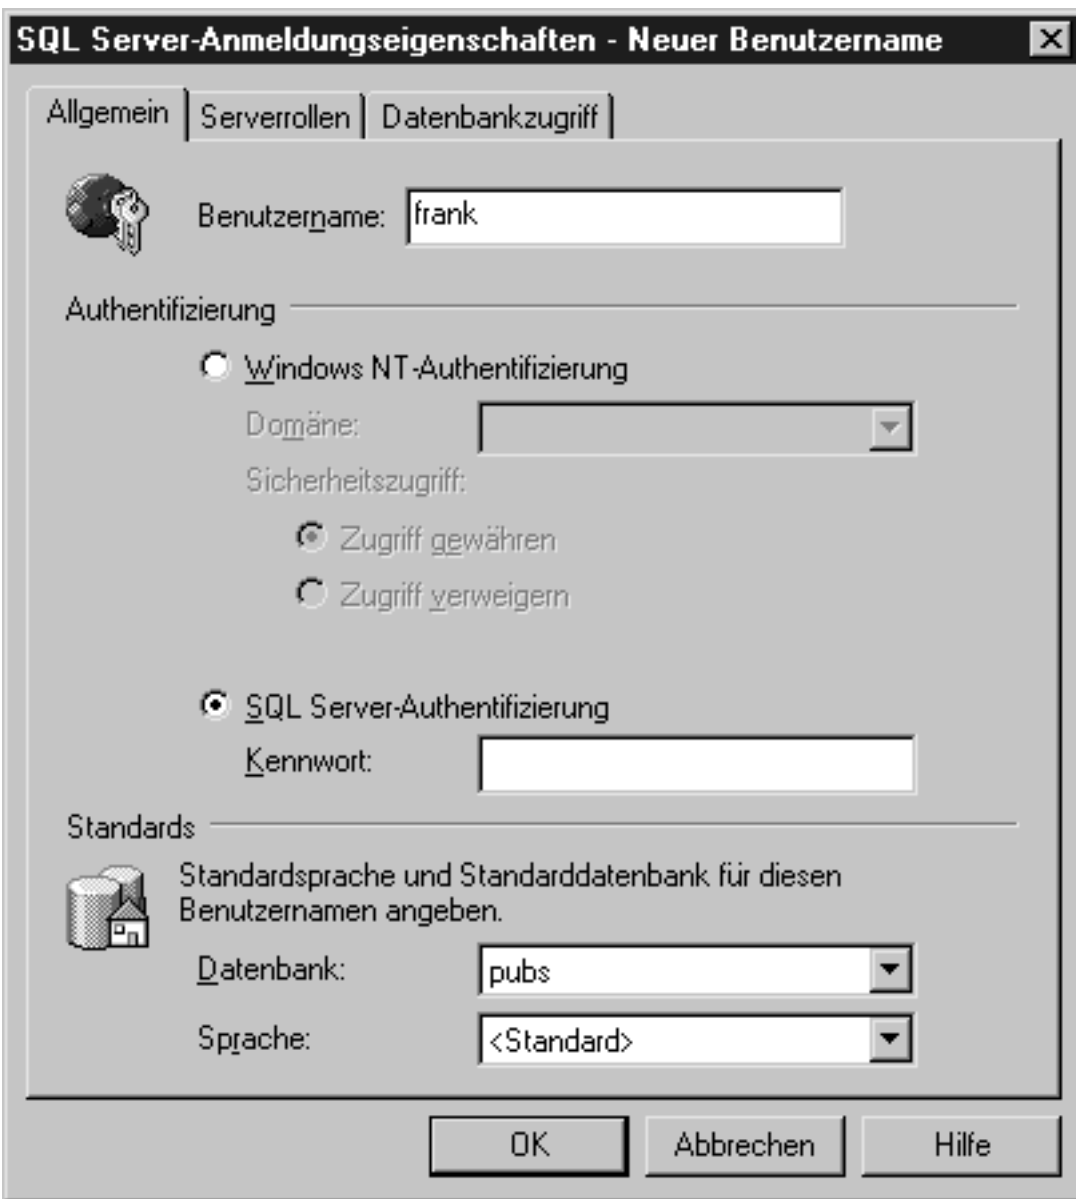 SQL Server-Anmeldungseigenschaften - Neuer Benutzername
Allgemein Serverrollen Datenbankzugriff
Benutzername: frank
Authentifizierung
Windows NT-Authentifizierung
Domäne:
Sicherheitszugriff:
Zugriff gewähren
Zugriff verweigern
SQL Server-Authentifizierung
Kennwort:
Standards
Standardsprache und Standarddatenbank für diesen
Benutzernamen angeben.
Datenbank: pubs
Sprache: <Standard>
OK Abbrechen Hilfe